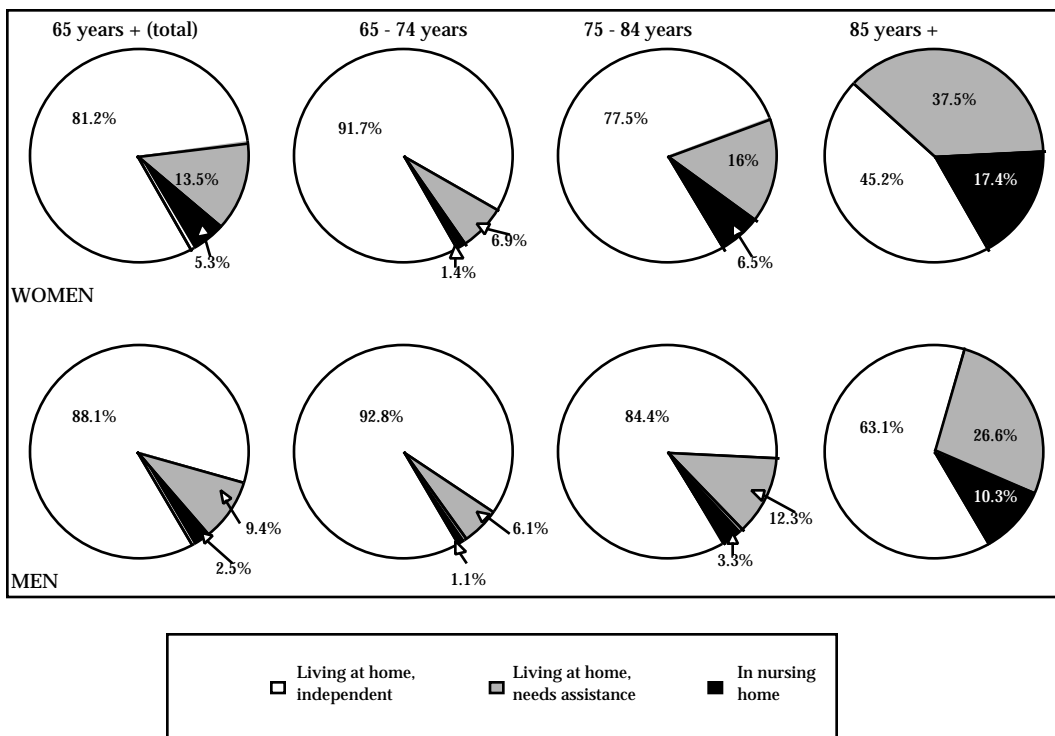 65 years + (total)
65 - 74 years
75 - 84 years
85 years +
81.2%
13.5%
5.3%
91.7%
6.9%
1.4%
77.5%
16%
6.5%
37.5%
45.2%
17.4%
WOMEN
88.1%
9.4%
2.5%
92.8%
6.1%
1.1%
84.4%
12.3%
3.3%
63.1%
26.6%
10.3%
MEN
Living at home,
independent
Living at home,
needs assistance
In nursing
home